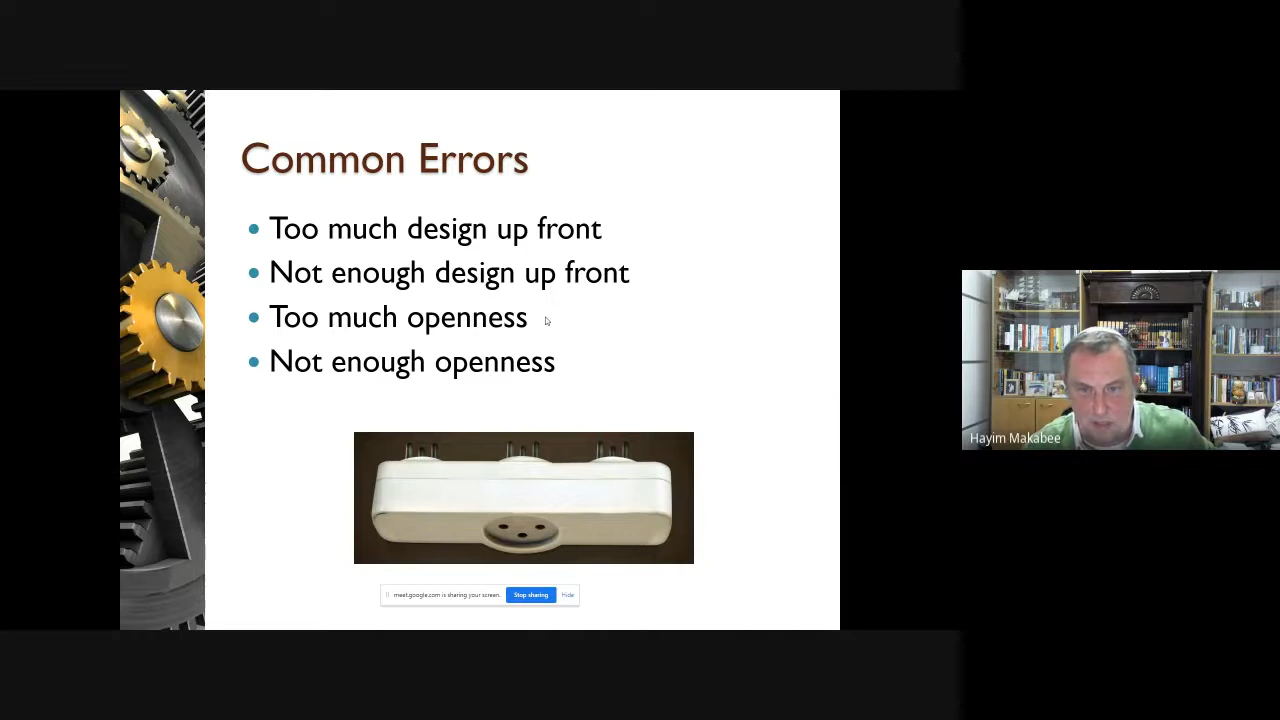 Common Errors
Too much design up front
Not enough design up front
Too much openness
Not enough openness
meet.google.com is sharing your screen.
Stop sharing
Hide
Hayim Makabee